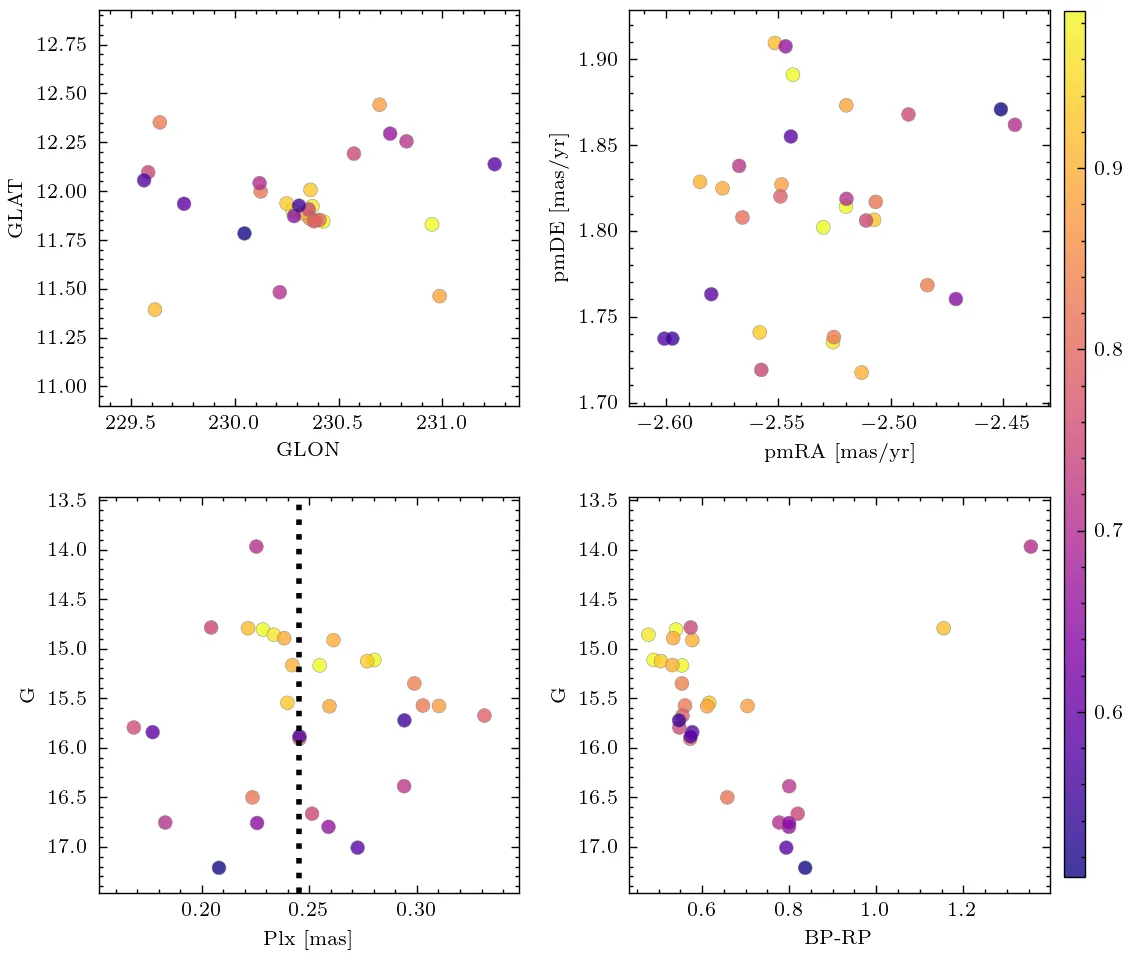 12.75
12.50
12.25
12.00
11.75
11.50
11.25
11.00
GLAT
229.5 230.0 230.5 231.0
GLON
1.90
1.85
1.80
1.75
1.70
pmDE [mas/yr]
−2.60 −2.55 −2.50 −2.45
pmRA [mas/yr]
13.5
14.0
14.5
15.0
15.5
16.0
16.5
17.0
G
0.20 0.25 0.30
Plx [mas]
13.5
14.0
14.5
15.0
15.5
16.0
16.5
17.0
G
0.6 0.8 1.0 1.2
BP-RP
0.9
0.8
0.7
0.6